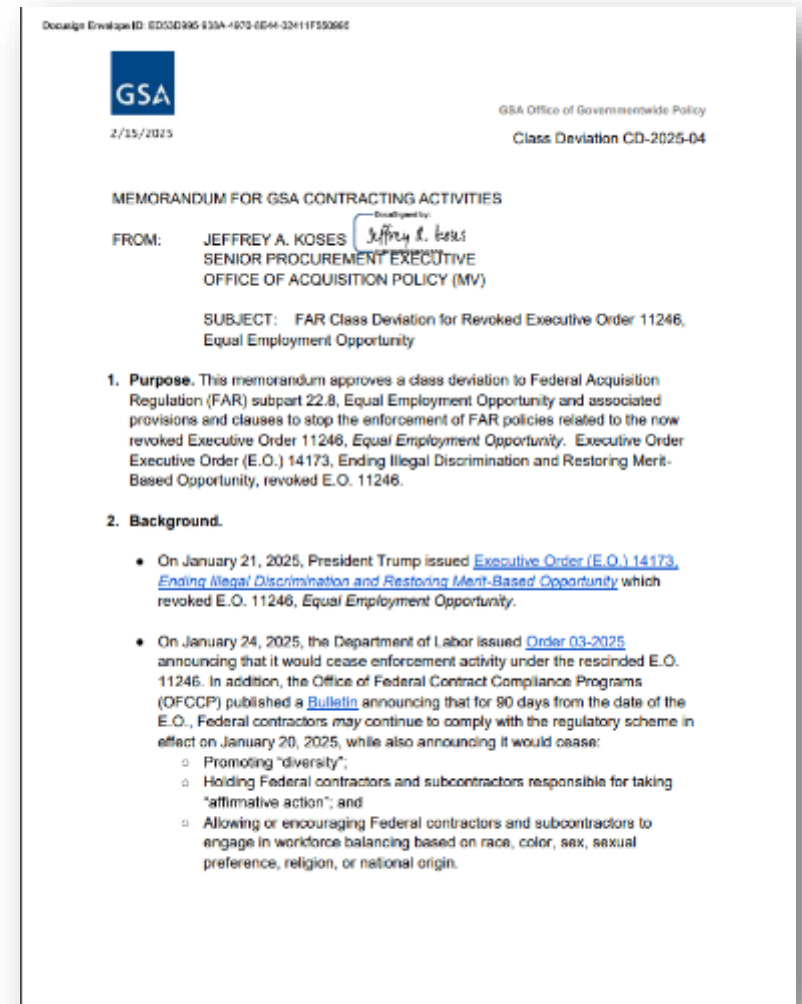 Docusign Envelope ID:
GSA
2/15/2025
GSA Office of Governmentwide Policy
Class Deviation CD-2025-04
MEMORANDUM FOR GSA CONTRACTING ACTIVITIES
DocuSigned by:
FROM: JEFFREY A. KOSES Jeffrey A. Koses
SENIOR PROCUREMENT EXECUTIVE
OFFICE OF ACQUISITION POLICY (MV)
SUBJECT: FAR Class Deviation for Revoked Executive Order 11246,
Equal Employment Opportunity
1. Purpose. This memorandum approves a class deviation to Federal Acquisition
Regulation (FAR) subpart 22.8, Equal Employment Opportunity and associated
provisions and clauses to stop the enforcement of FAR policies related to the now
revoked Executive Order 11246, Equal Employment Opportunity. Executive Order
Executive Order (E.O.) 14173, Ending Illegal Discrimination and Restoring Merit-
Based Opportunity, revoked E.O. 11246.
2. Background.
• On January 21, 2025, President Trump issued Executive Order (E.O.) 14173,
Ending Illegal Discrimination and Restoring Merit-Based Opportunity which
revoked E.O. 11246, Equal Employment Opportunity.
• On January 24, 2025, the Department of Labor issued Order 03-2025
announcing that it would cease enforcement activity under the rescinded E.O.
11246. In addition, the Office of Federal Contract Compliance Programs
(OFCCP) published a Bulletin announcing that for 90 days from the date of the
E.O., Federal contractors may continue to comply with the regulatory scheme in
effect on January 20, 2025, while also announcing it would cease:
○ Promoting “diversity”;
○ Holding Federal contractors and subcontractors responsible for taking
“affirmative action”; and
○ Allowing or encouraging Federal contractors and subcontractors to
engage in workforce balancing based on race, color, sex, sexual
preference, religion, or national origin.